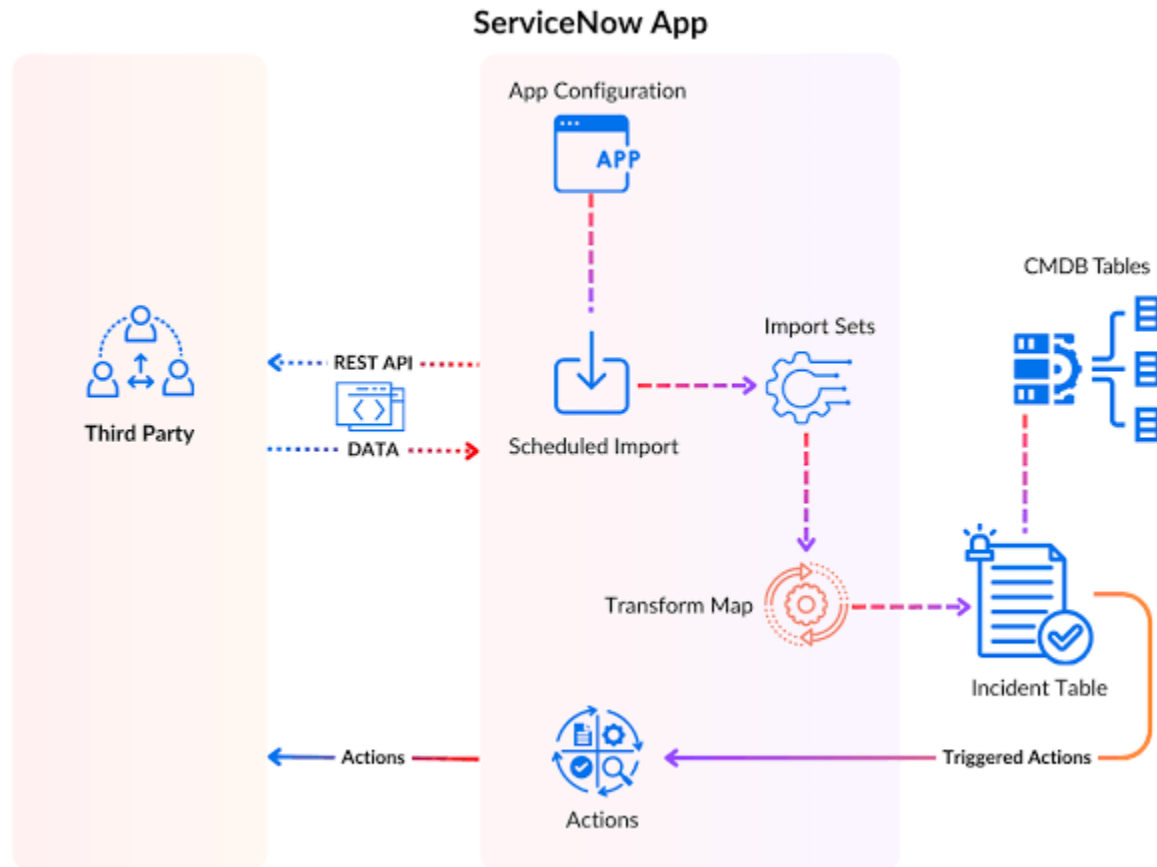 ServiceNow App
App Configuration
APP
CMDB Tables
Import Sets
REST API
Third Party
DATA
Scheduled Import
Transform Map
Incident Table
Actions
Triggered Actions
Actions